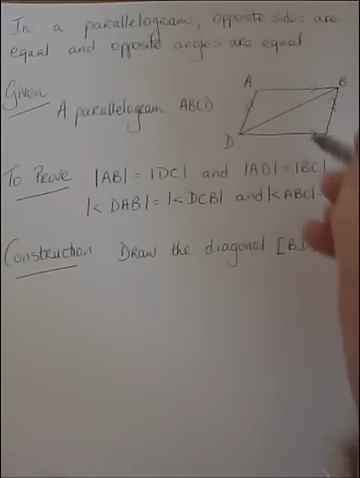 In a parallelogram, opposite sides are
equal and opposite angles are equal
Given
A parallelogram ABCD
A
B
D
To Prove |AB| = |DC| and |AD| = |BC|
|< DAB| = |< DCB| and |< ABC| =
Construction Draw the diagonal [BD